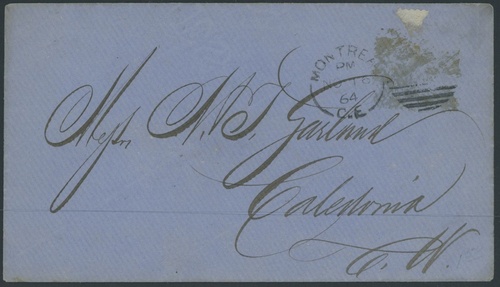 MONTREAL
PM
64
C.E
Messrs. N. & J. Garland
Caledonia
C. W.